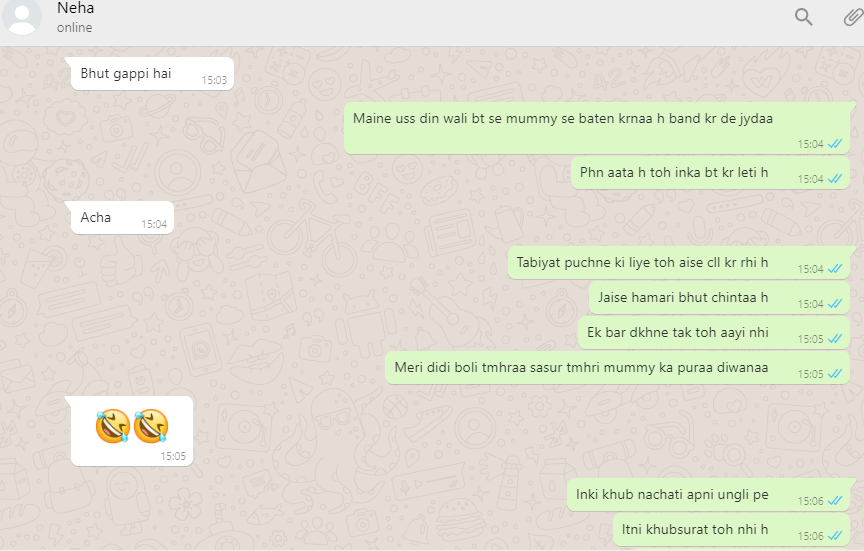 Neha
online
Bhut gappi hai 15:03
Maine uss din wali bt se mummy se baten krnaa h band kr de jydaa
15:04
Phn aata h toh inka bt kr leti h 15:04
Acha 15:04
Tabiyat puchne ki liye toh aise cll kr rhi h 15:04
Jaise hamari bhut chintaa h 15:04
Ek bar dkhne tak toh aayi nhi 15:05
Meri didi boli tmhraa sasur tmhri mummy ka puraa diwanaa 15:05
15:05
Inki khub nachati apni ungli pe 15:06
Itni khubsurat toh nhi h 15:06